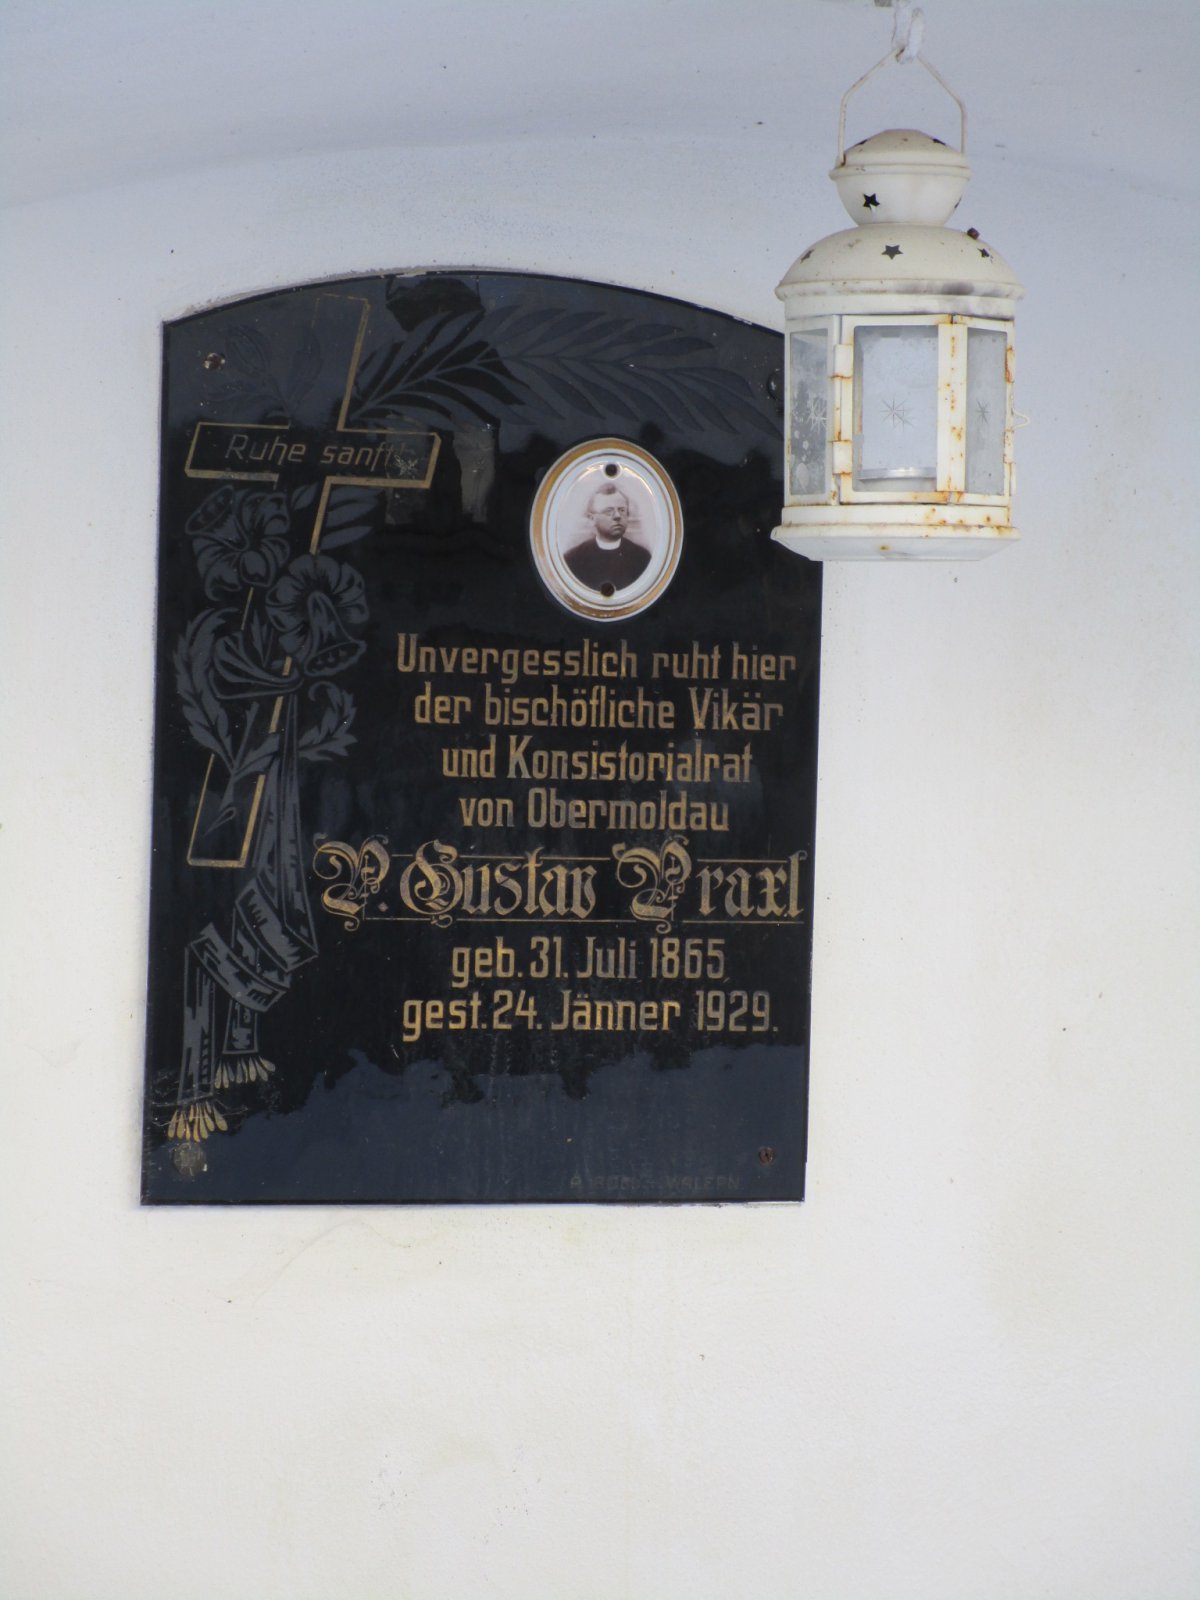 Ruhe sanft!
Unvergesslich ruht hier
der bischöfliche Vikär
und Konsistorialrat
von Obermoldau
P. Gustav Praxl
geb. 31. Juli 1865
gest. 24. Jänner 1929.
WALERN